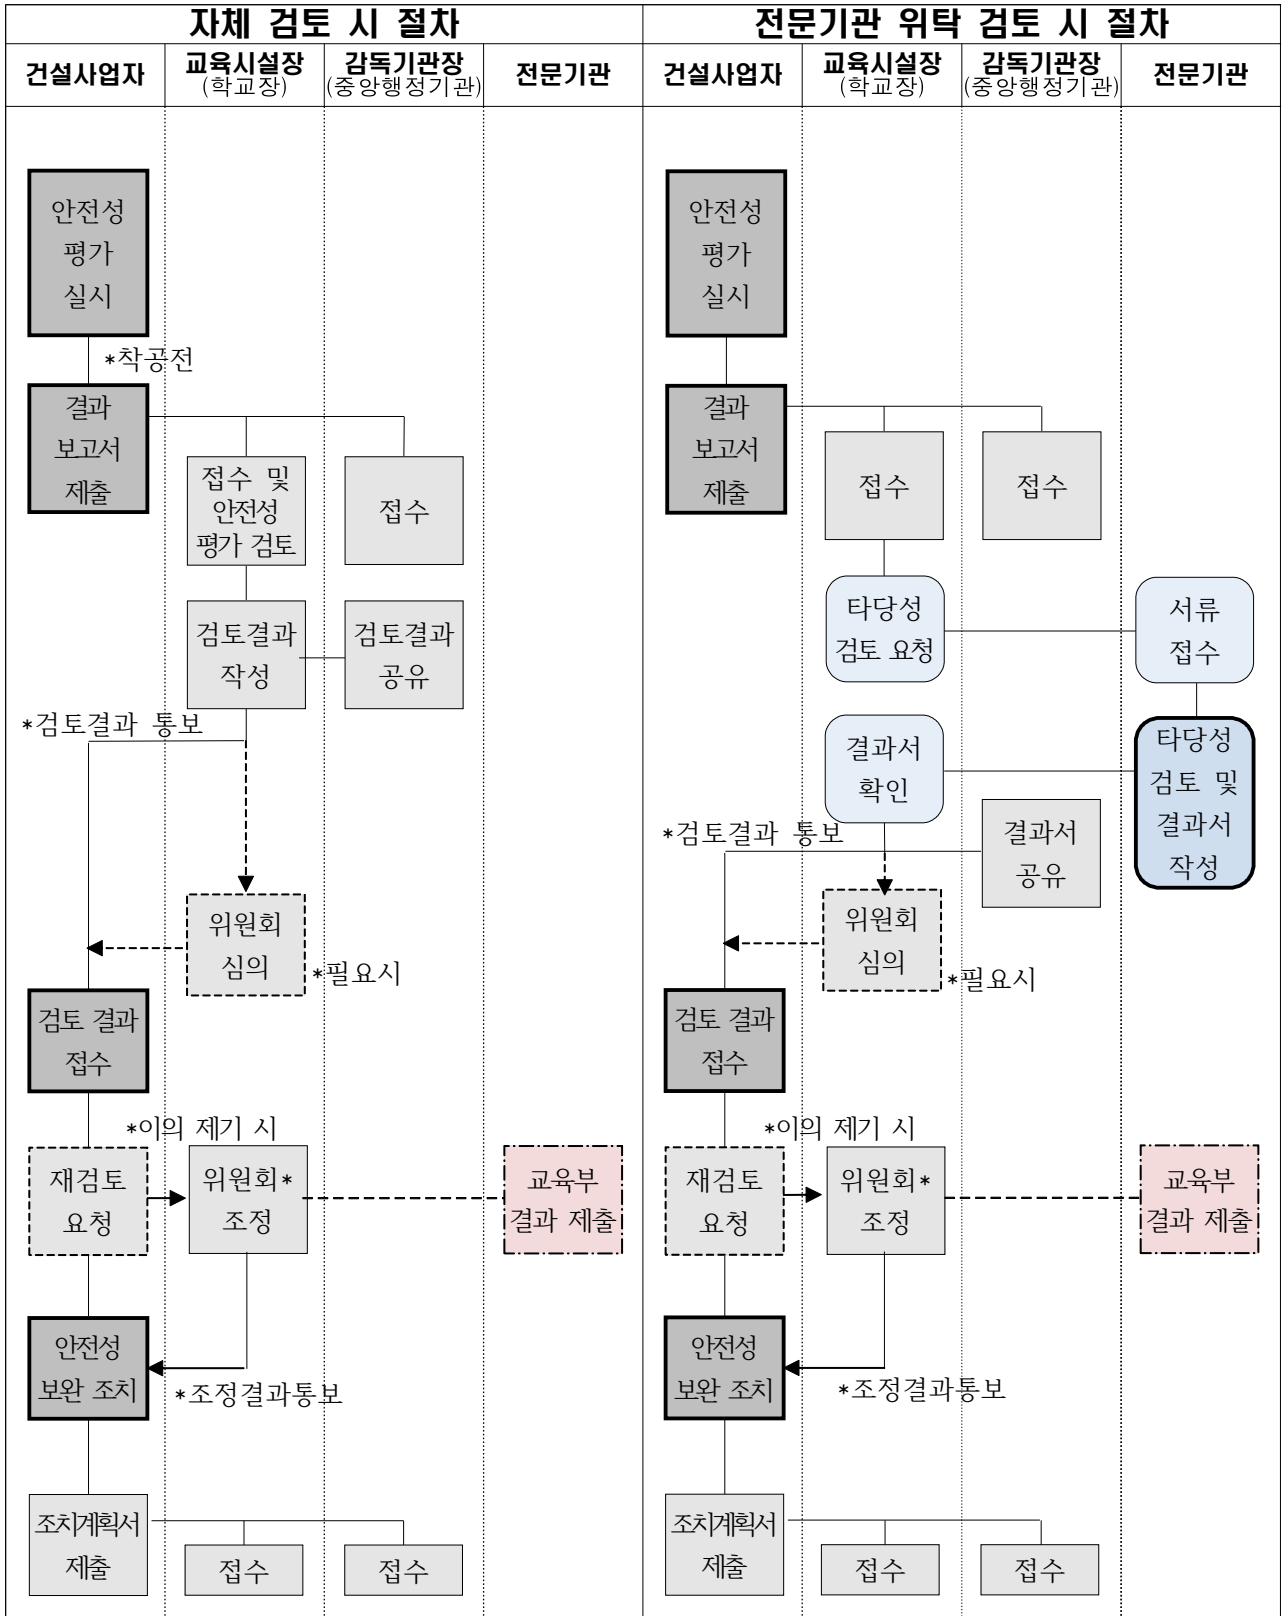 자체 검토 시 절차
전문기관 위탁 검토 시 절차
건설사업자
교육시설장
(학교장)
감독기관장
(중앙행정기관)
전문기관
건설사업자
교육시설장
(학교장)
감독기관장
(중앙행정기관)
전문기관
안전성
평가
실시
*착공전
결과
보고서
제출
접수 및
안전성
평가 검토
접수
검토결과
작성
검토결과
공유
*검토결과 통보
위원회
심의
*필요시
검토 결과
접수
*이의 제기 시
재검토
요청
위원회*
조정
교육부
결과 제출
안전성
보완 조치
*조정결과통보
조치계획서
제출
접수
접수
안전성
평가
실시
결과
보고서
제출
접수
접수
타당성
검토 요청
서류
접수
결과서
확인
타당성
검토 및
결과서
작성
*검토결과 통보
결과서
공유
위원회
심의
*필요시
검토 결과
접수
*이의 제기 시
재검토
요청
위원회*
조정
교육부
결과 제출
안전성
보완 조치
*조정결과통보
조치계획서
제출
접수
접수